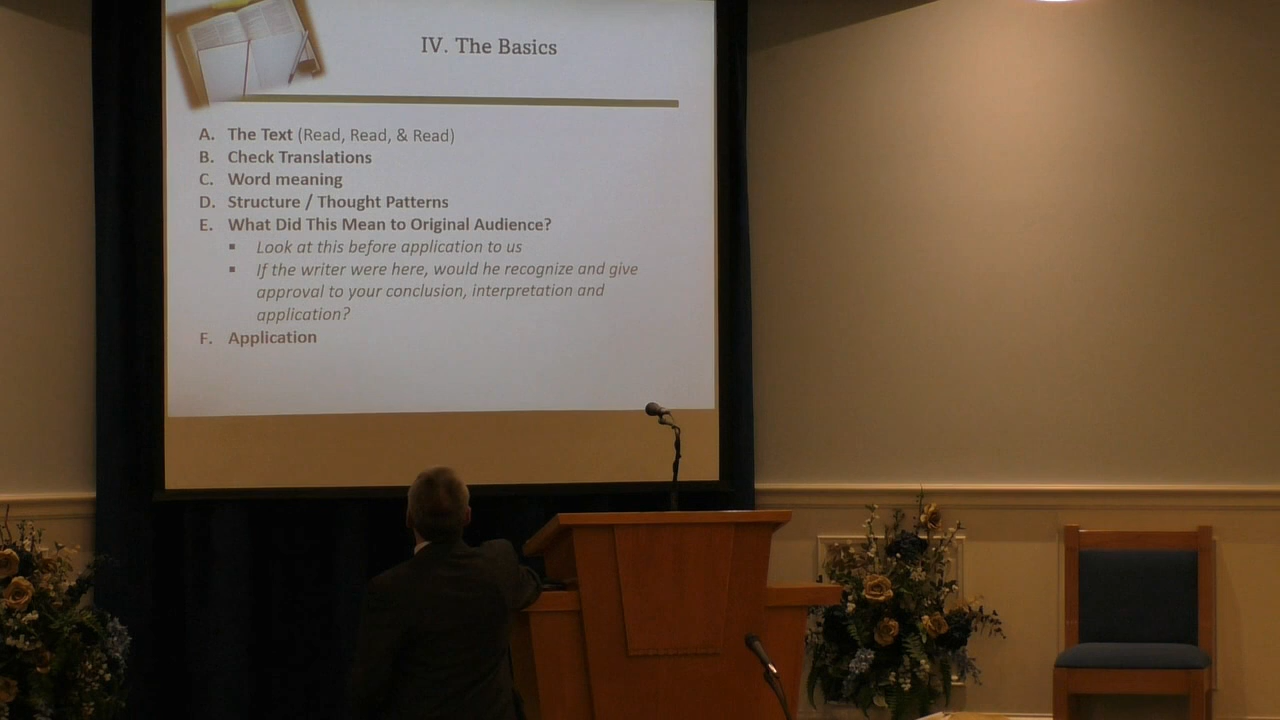 IV. The Basics
A. The Text (Read, Read, & Read)
B. Check Translations
C. Word meaning
D. Structure / Thought Patterns
E. What Did This Mean to Original Audience?
▪ Look at this before application to us
▪ If the writer were here, would he recognize and give
approval to your conclusion, interpretation and
application?
F. Application